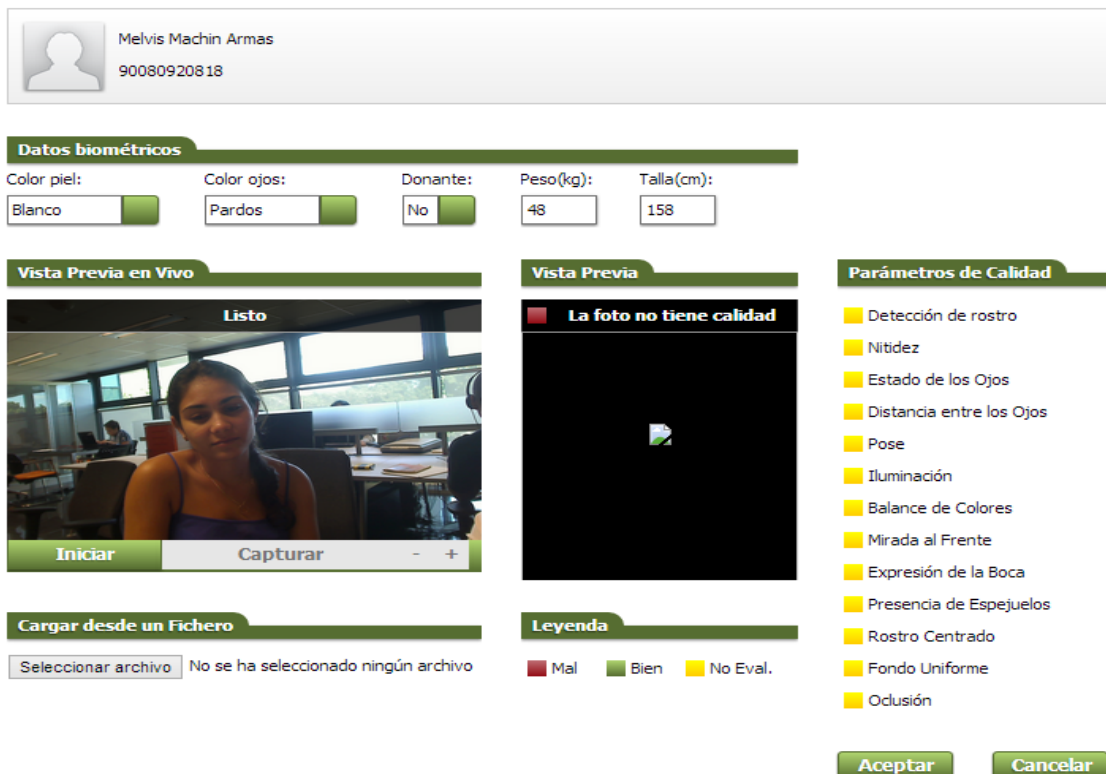 Melvis Machin Armas
90080920818
Datos biométricos
Color piel: Color ojos: Donante: Peso(kg): Talla(cm):
Blanco Pardos No 48 158
Vista Previa en Vivo
Listo
Iniciar Capturar - +
Vista Previa
La foto no tiene calidad
Parámetros de Calidad
Detección de rostro
Nitidez
Estado de los Ojos
Distancia entre los Ojos
Pose
Iluminación
Balance de Colores
Mirada al Frente
Expresión de la Boca
Presencia de Espejuelos
Rostro Centrado
Fondo Uniforme
Oclusión
Cargar desde un Fichero
Seleccionar archivo No se ha seleccionado ningún archivo
Leyenda
Mal Bien No Eval.
Aceptar Cancelar